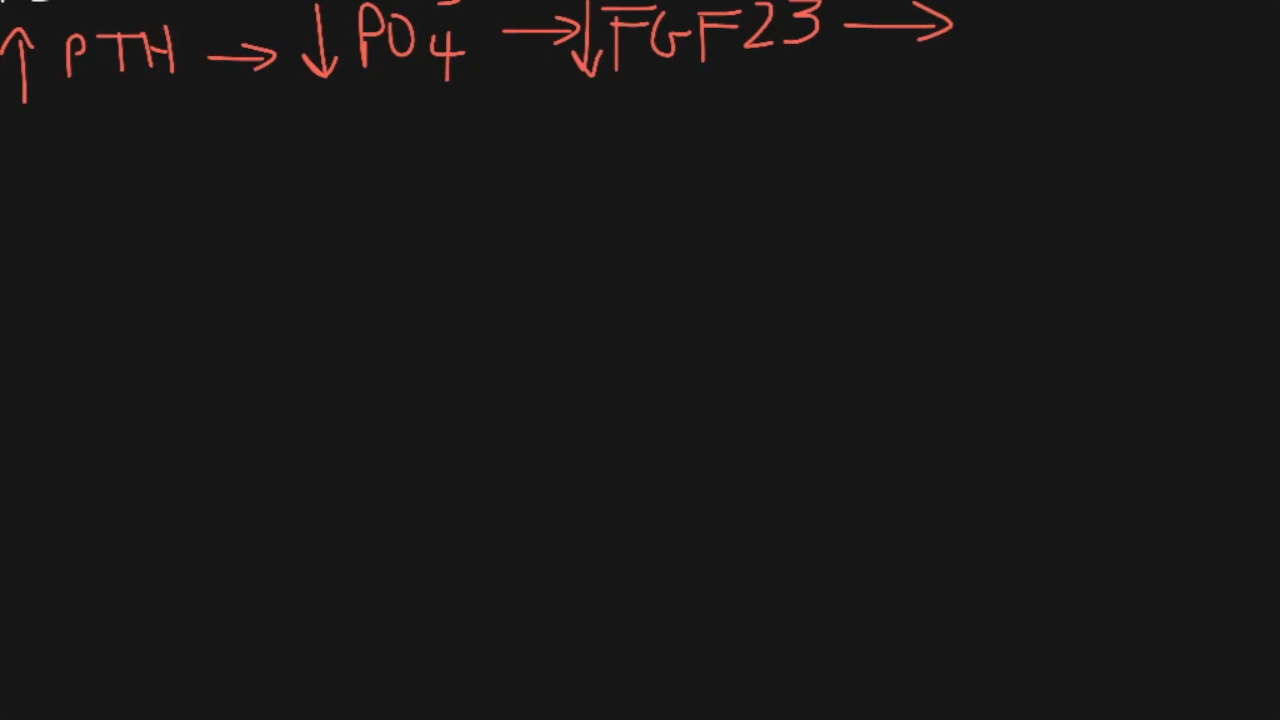 ↑ PTH → ↓ PO4⁻ → ↓ FGF23 →